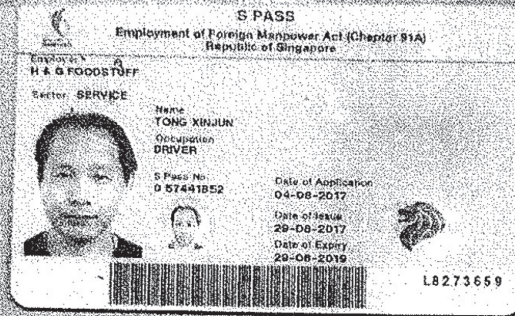 S PASS
Employment of Foreign Manpower Act (Chapter 91A)
Republic of Singapore
Employer
H & G FOODSTUFF
Sector: SERVICE
Name
TONG XINJUN
Occupation
DRIVER
S Pass No.
0 57441852
Date of Application
04-08-2017
Date of Issue
29-08-2017
Date of Expiry
29-08-2019
L8273659